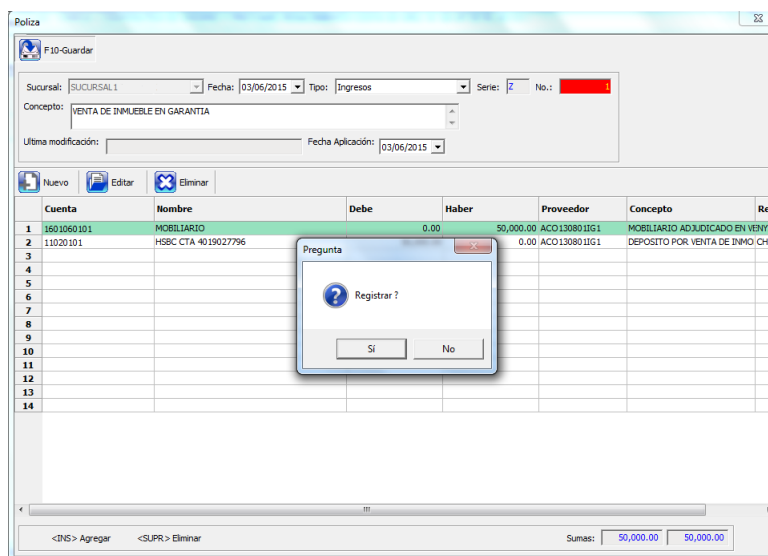 Poliza
F10-Guardar
Sucursal: SUCURSAL1 Fecha: 03/06/2015 Tipo: Ingresos Serie: Z No.: 1
Concepto: VENTA DE INMUEBLE EN GARANTIA
Ultima modificación: Fecha Aplicación: 03/06/2015
Nuevo Editar Eliminar
Cuenta Nombre Debe Haber Proveedor Concepto Re
1 1601060101 MOBILIARIO 0.00 50,000.00 ACO130801IG1 MOBILIARIO ADJUDICADO EN VENY
2 11020101 HSBC CTA 4019027796 0.00 ACO130801IG1 DEPOSITO POR VENTA DE INMO CH
3
4
5
6
7
8
9
10
11
12
13
14
Pregunta
Registrar ?
Sí No
<INS> Agregar <SUPR> Eliminar Sumas: 50,000.00 50,000.00